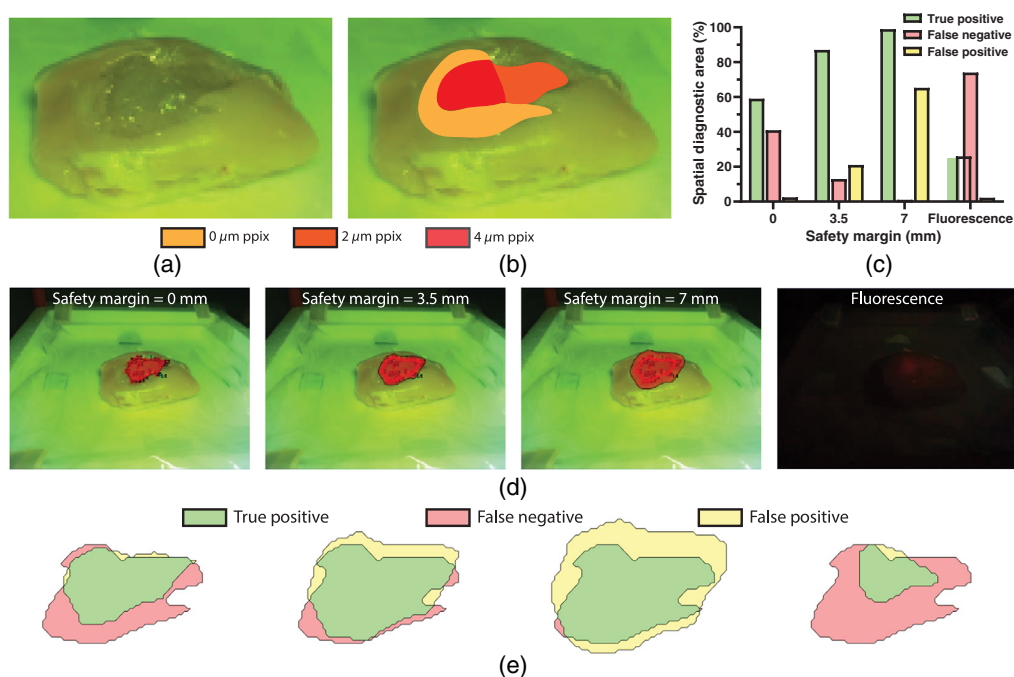 True positive
False negative
False positive
Spatial diagnostic area (%)
100
80
60
40
20
0
0 3.5 7 Fluorescence
Safety margin (mm)
0 μm ppix 2 μm ppix 4 μm ppix
(a) (b) (c)
Safety margin = 0 mm Safety margin = 3.5 mm Safety margin = 7 mm Fluorescence
(d)
True positive False negative False positive
(e)